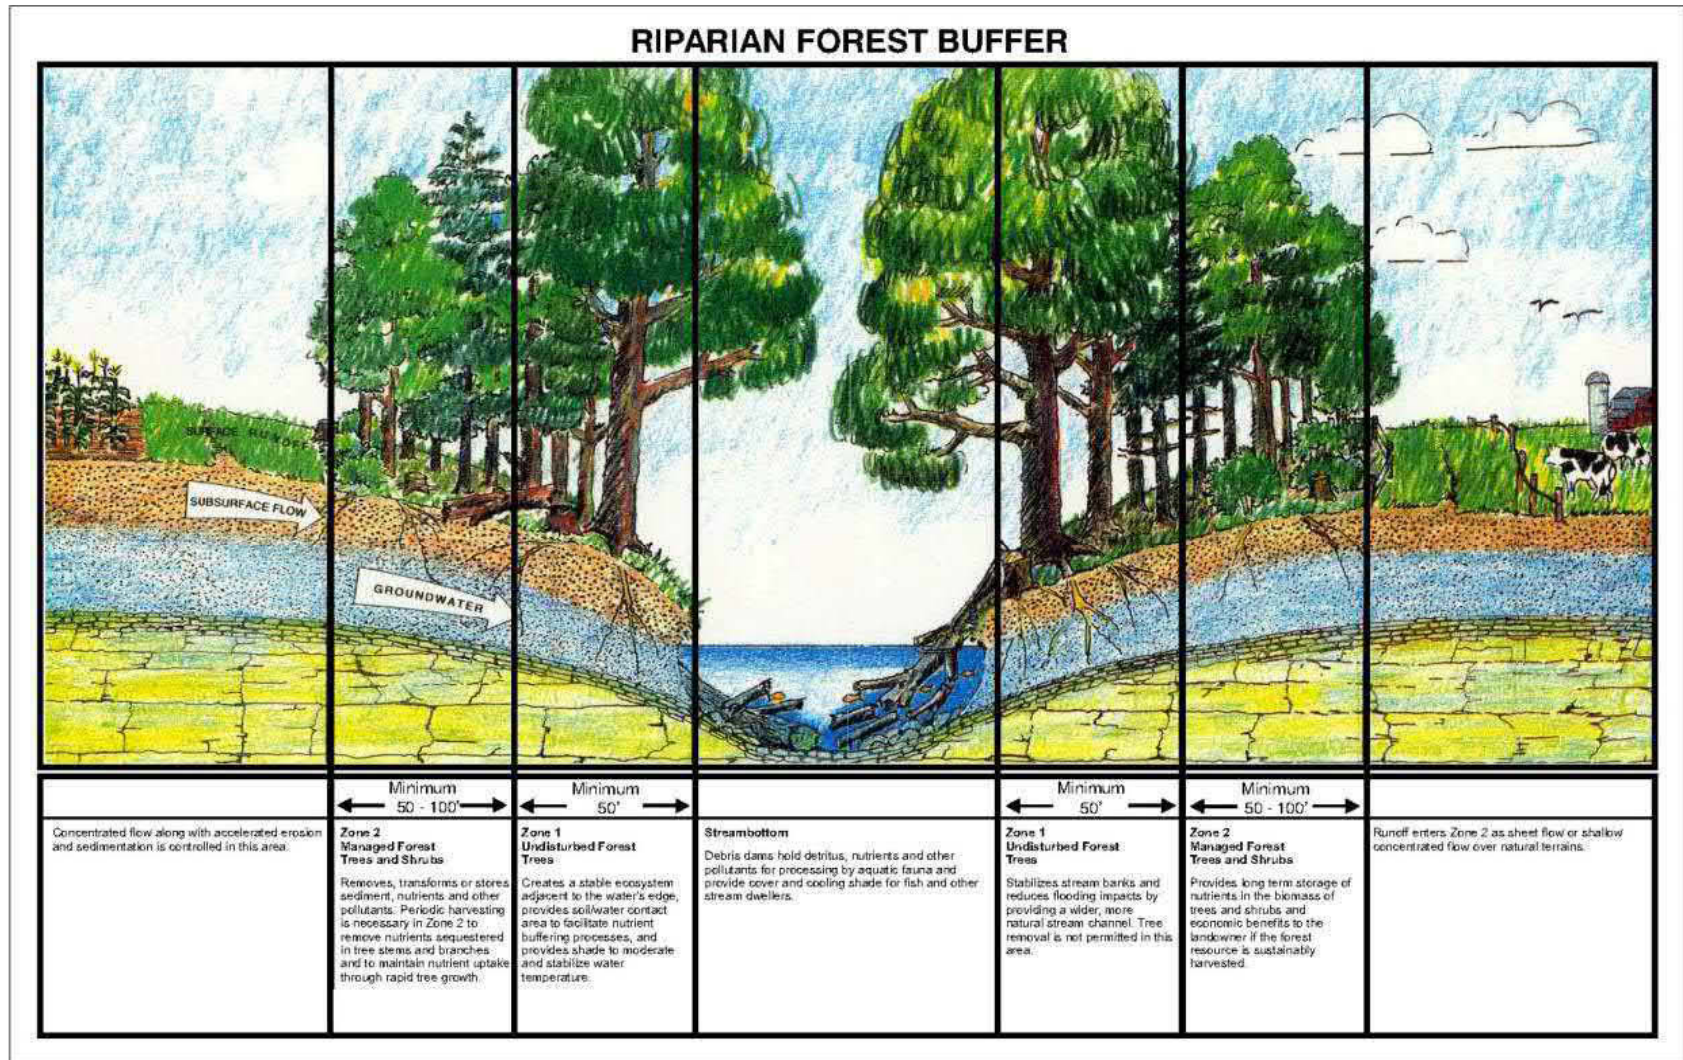 RIPARIAN FOREST BUFFER
SURFACE RUNOFF
SUBSURFACE FLOW
GROUNDWATER
Concentrated flow along with accelerated erosion
and sedimentation is controlled in this area.
Minimum
50 - 100'
Zone 2
Managed Forest
Trees and Shrubs
Removes, transforms or stores
sediment, nutrients and other
pollutants. Periodic harvesting
is necessary in Zone 2 to
remove nutrients sequestered
in tree stems and branches
and to maintain nutrient uptake
through rapid tree growth.
Minimum
50'
Zone 1
Undisturbed Forest
Trees
Creates a stable ecosystem
adjacent to the water's edge,
provides soil/water contact
area to facilitate nutrient
buffering processes, and
provides shade to moderate
and stabilize water
temperature.
Streambottom
Debris dams hold detritus, nutrients and other
pollutants for processing by aquatic fauna and
provide cover and cooling shade for fish and other
stream dwellers.
Minimum
50'
Zone 1
Undisturbed Forest
Trees
Stabilizes stream banks and
reduces flooding impacts by
providing a wider, more
natural stream channel. Tree
removal is not permitted in this
area.
Minimum
50 - 100'
Zone 2
Managed Forest
Trees and Shrubs
Provides long term storage of
nutrients in the biomass of
trees and shrubs and
economic benefits to the
landowner if the forest
resource is sustainably
harvested.
Runoff enters Zone 2 as sheet flow or shallow
concentrated flow over natural terrains.